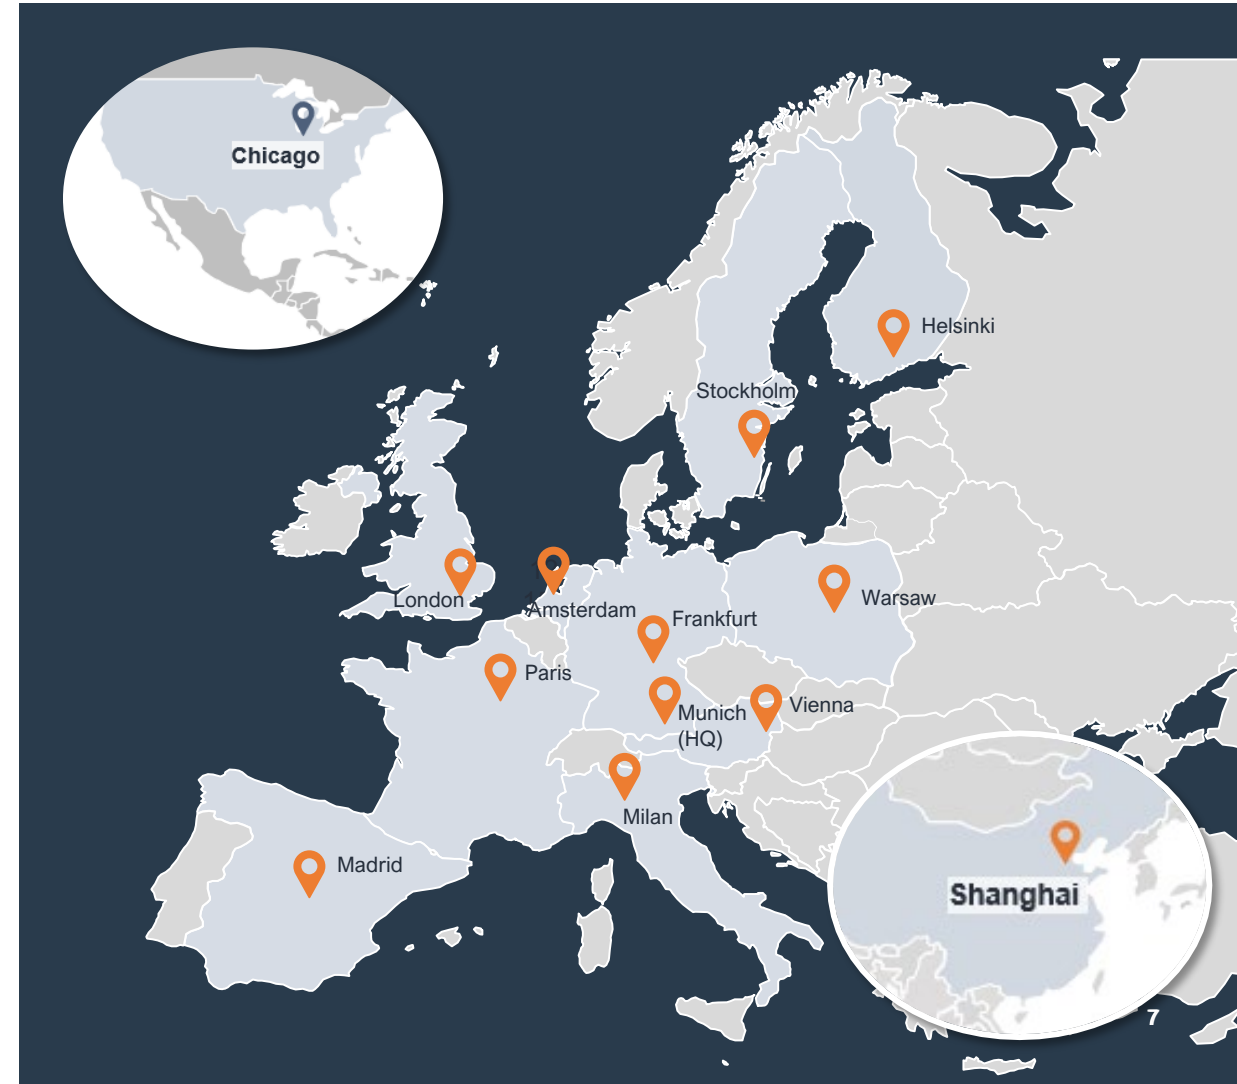 Chicago
Helsinki
Stockholm
London
Amsterdam
Warsaw
Frankfurt
Paris
Munich
(HQ)
Vienna
Milan
Madrid
Shanghai
7